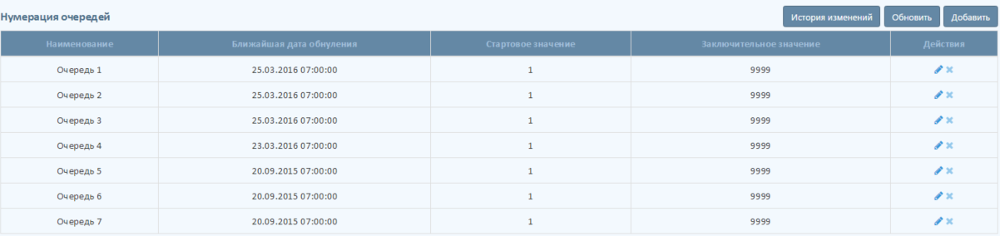 Нумерация очередей История изменений Обновить Добавить
Наименование Ближайшая дата обнуления Стартовое значение Заключительное значение Действия
Очередь 1 25.03.2016 07:00:00 1 9999
Очередь 2 25.03.2016 07:00:00 1 9999
Очередь 3 25.03.2016 07:00:00 1 9999
Очередь 4 23.03.2016 07:00:00 1 9999
Очередь 5 20.09.2015 07:00:00 1 9999
Очередь 6 20.09.2015 07:00:00 1 9999
Очередь 7 20.09.2015 07:00:00 1 9999